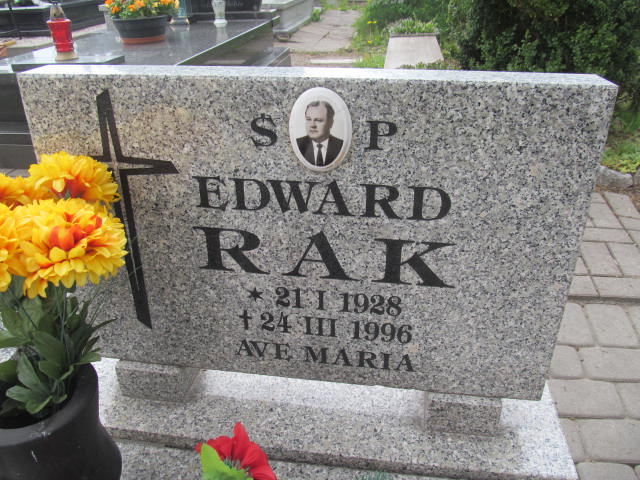 Ś P
EDWARD
RAK
* 21 I 1928
† 24 III 1996
AVE MARIA